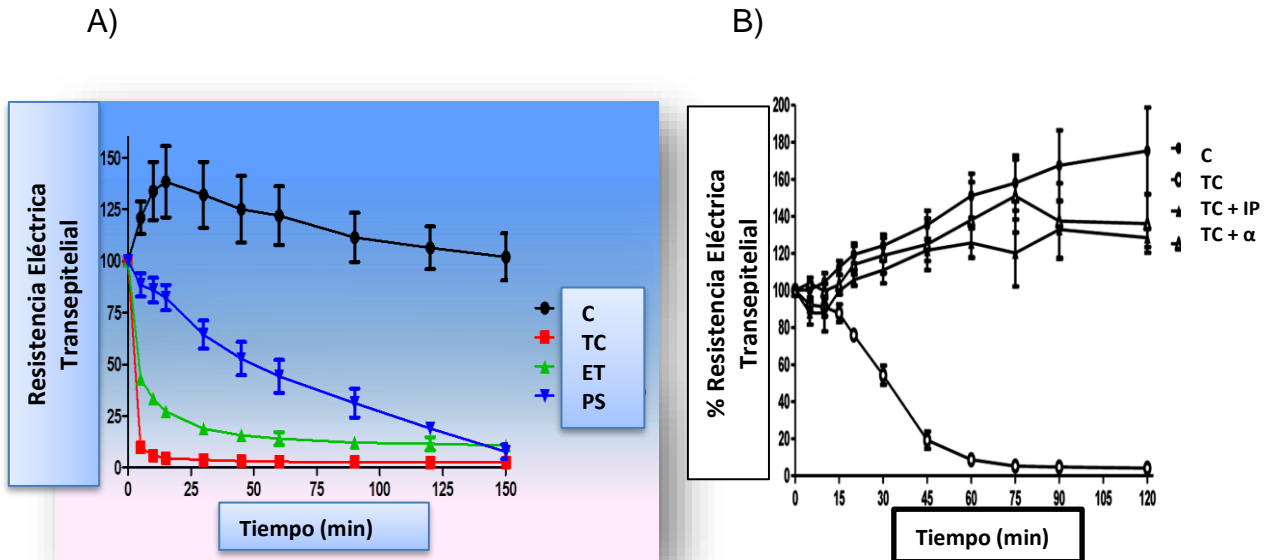 A)
B)
Resistencia Eléctrica
Transepitelial
150
100
75
50
25
0
0
25
50
75
100
125
150
Tiempo (min)
C
TC
ET
PS
% Resistencia Eléctrica
Transepitelial
200
180
160
140
120
100
80
60
40
20
0
0
15
30
45
60
75
90
105
120
Tiempo (min)
C
TC
TC + IP
TC + α